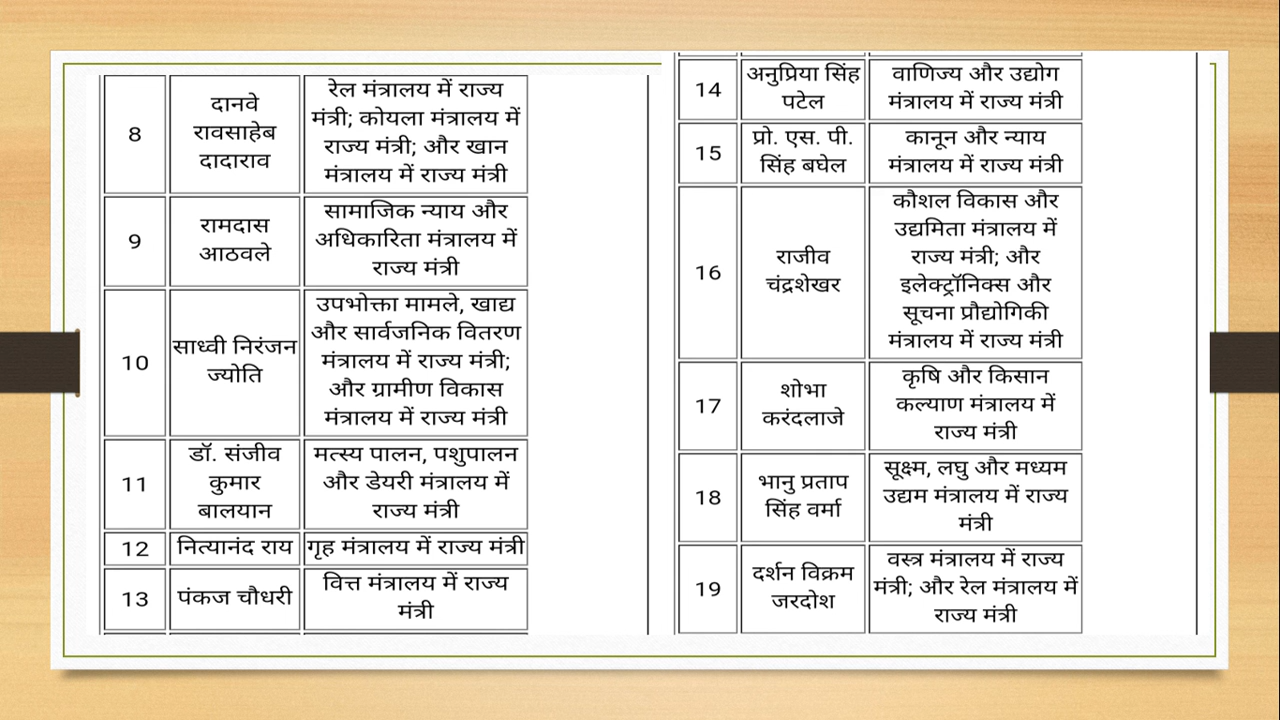 8
दानवे
रावसाहेब
दादाराव
रेल मंत्रालय में राज्य
मंत्री; कोयला मंत्रालय में
राज्य मंत्री; और खान
मंत्रालय में राज्य मंत्री
9
रामदास
आठवले
सामाजिक न्याय और
अधिकारिता मंत्रालय में
राज्य मंत्री
10
साध्वी निरंजन
ज्योति
उपभोक्ता मामले, खाद्य
और सार्वजनिक वितरण
मंत्रालय में राज्य मंत्री;
और ग्रामीण विकास
मंत्रालय में राज्य मंत्री
11
डॉ. संजीव
कुमार
बालयान
मत्स्य पालन, पशुपालन
और डेयरी मंत्रालय में
राज्य मंत्री
12
नित्यानंद राय
गृह मंत्रालय में राज्य मंत्री
13
पंकज चौधरी
वित्त मंत्रालय में राज्य
मंत्री
14
अनुप्रिया सिंह
पटेल
वाणिज्य और उद्योग
मंत्रालय में राज्य मंत्री
15
प्रो. एस. पी.
सिंह बघेल
कानून और न्याय
मंत्रालय में राज्य मंत्री
16
राजीव
चंद्रशेखर
कौशल विकास और
उद्यमिता मंत्रालय में
राज्य मंत्री; और
इलेक्ट्रॉनिक्स और
सूचना प्रौद्योगिकी
मंत्रालय में राज्य मंत्री
17
शोभा
करंदलाजे
कृषि और किसान
कल्याण मंत्रालय में
राज्य मंत्री
18
भानु प्रताप
सिंह वर्मा
सूक्ष्म, लघु और मध्यम
उद्यम मंत्रालय में राज्य
मंत्री
19
दर्शन विक्रम
जरदोश
वस्त्र मंत्रालय में राज्य
मंत्री; और रेल मंत्रालय में
राज्य मंत्री